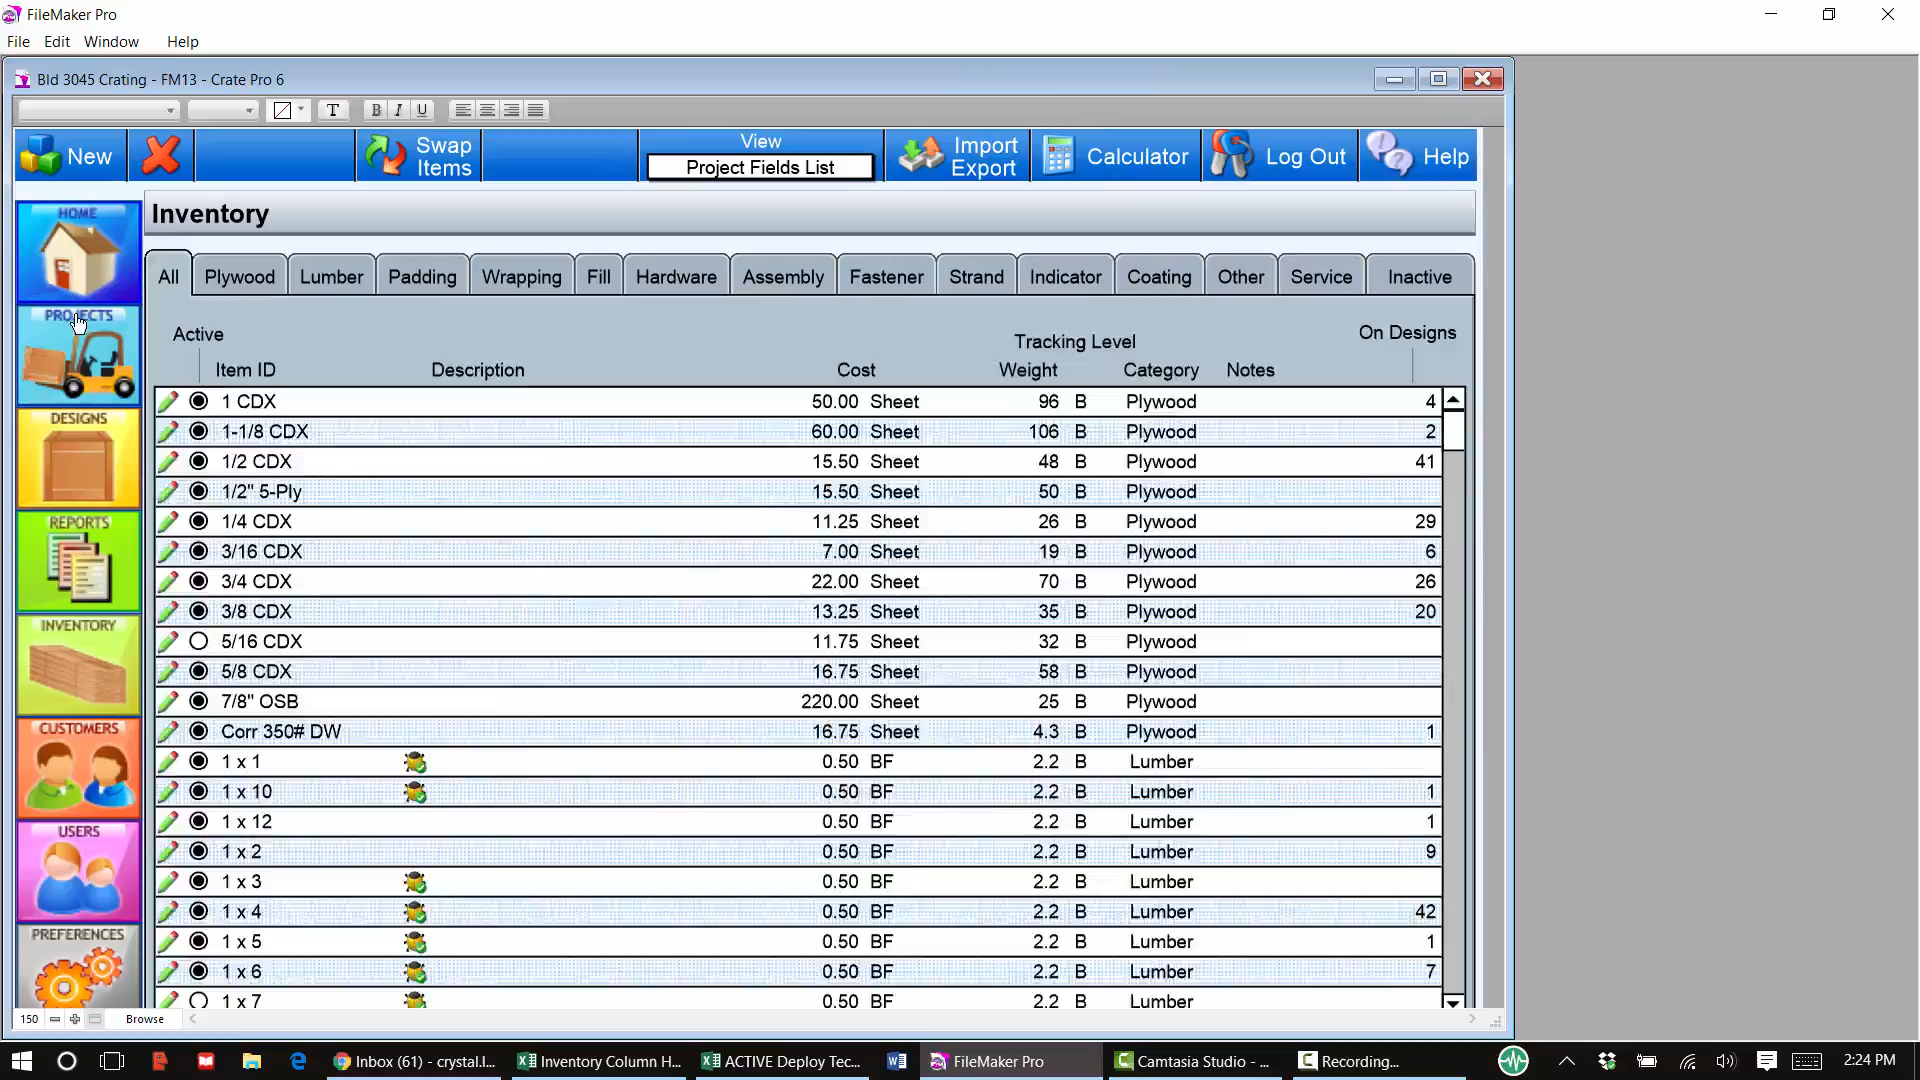 FileMaker Pro
File Edit Window Help
Bld 3045 Crating - FM13 - Crate Pro 6
T B I U
New Swap Items View Project Fields List Import Export Calculator Log Out Help
HOME
PROJECTS
DESIGNS
REPORTS
INVENTORY
CUSTOMERS
USERS
PREFERENCES
Inventory
All Plywood Lumber Padding Wrapping Fill Hardware Assembly Fastener Strand Indicator Coating Other Service Inactive
Active Tracking Level On Designs
Item ID Description Cost Weight Category Notes
1 CDX 50.00 Sheet 96 B Plywood 4
1-1/8 CDX 60.00 Sheet 106 B Plywood 2
1/2 CDX 15.50 Sheet 48 B Plywood 41
1/2" 5-Ply 15.50 Sheet 50 B Plywood
1/4 CDX 11.25 Sheet 26 B Plywood 29
3/16 CDX 7.00 Sheet 19 B Plywood 6
3/4 CDX 22.00 Sheet 70 B Plywood 26
3/8 CDX 13.25 Sheet 35 B Plywood 20
5/16 CDX 11.75 Sheet 32 B Plywood
5/8 CDX 16.75 Sheet 58 B Plywood
7/8" OSB 220.00 Sheet 25 B Plywood
Corr 350# DW 16.75 Sheet 4.3 B Plywood 1
1 x 1 0.50 BF 2.2 B Lumber
1 x 10 0.50 BF 2.2 B Lumber 1
1 x 12 0.50 BF 2.2 B Lumber 1
1 x 2 0.50 BF 2.2 B Lumber 9
1 x 3 0.50 BF 2.2 B Lumber
1 x 4 0.50 BF 2.2 B Lumber 42
1 x 5 0.50 BF 2.2 B Lumber 1
1 x 6 0.50 BF 2.2 B Lumber 7
1 x 7 0.50 BF 2.2 B Lumber
150 Browse
Inbox (61) - crystal.l... Inventory Column H... ACTIVE Deploy Tec... FileMaker Pro Camtasia Studio - ... Recording... 2:24 PM